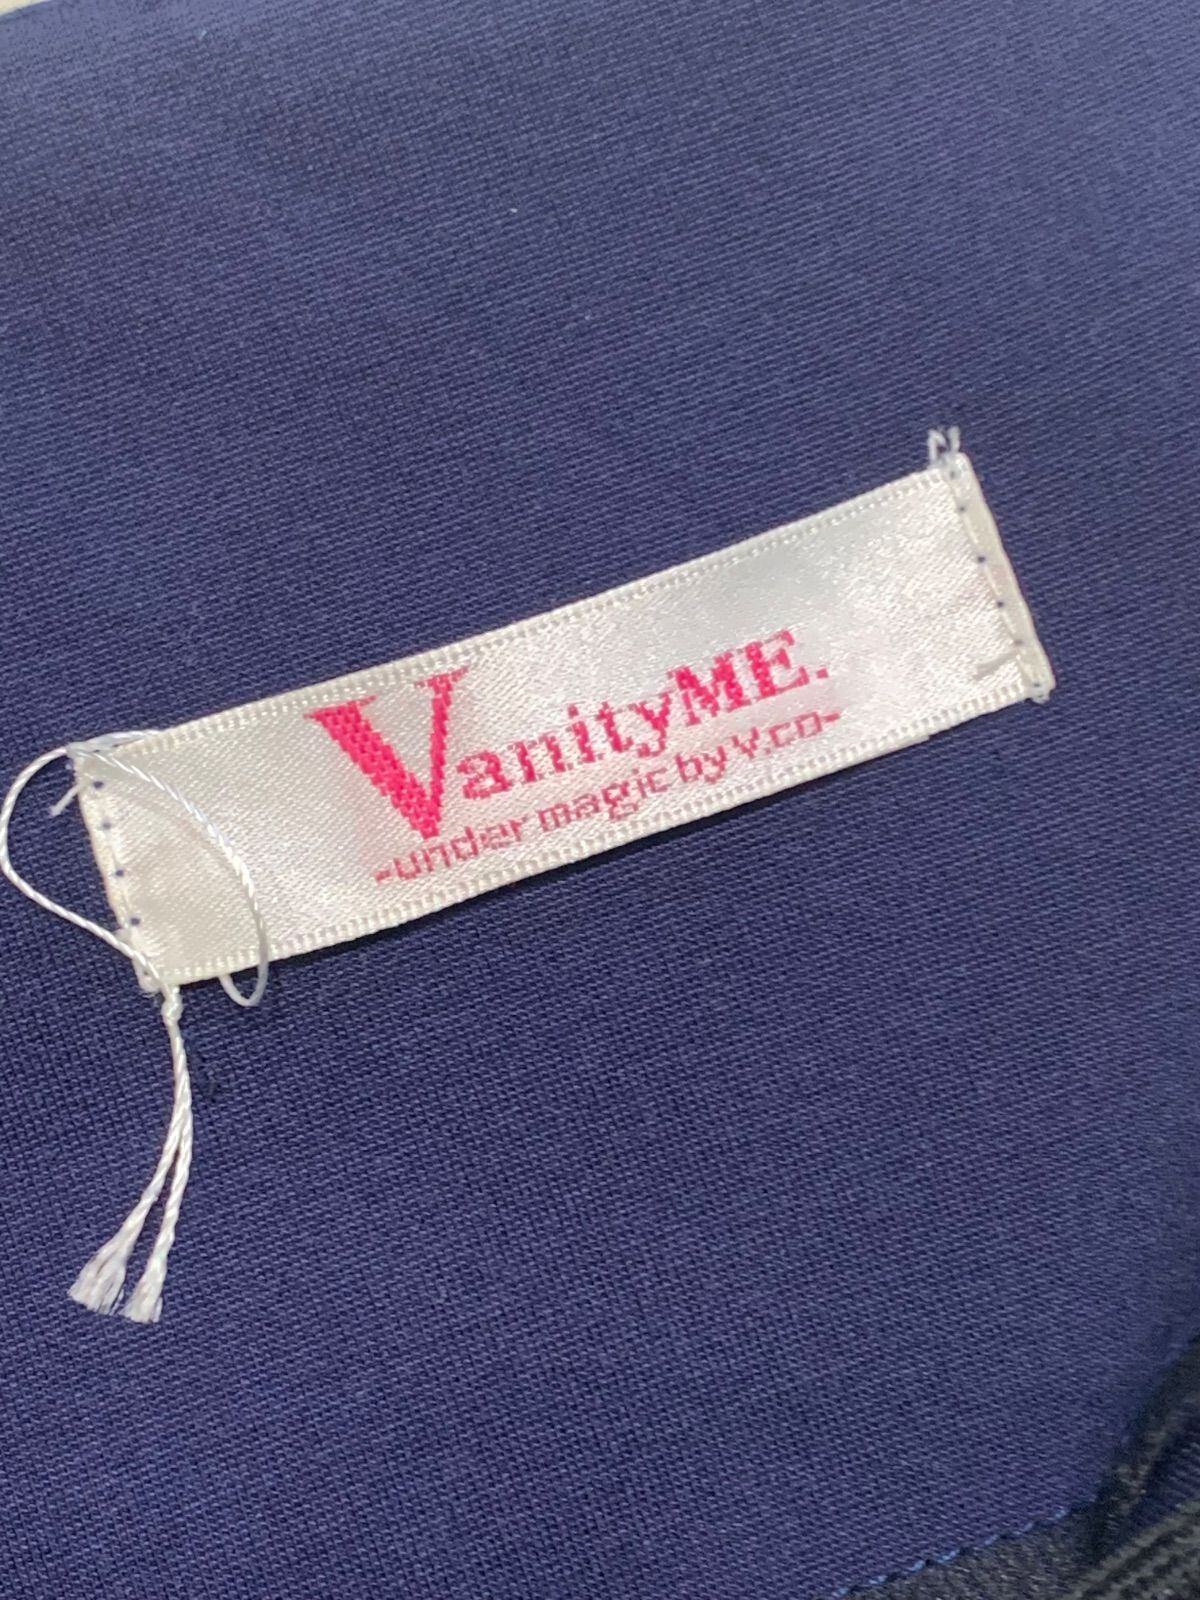 VanityME.
-under magic by V.co-